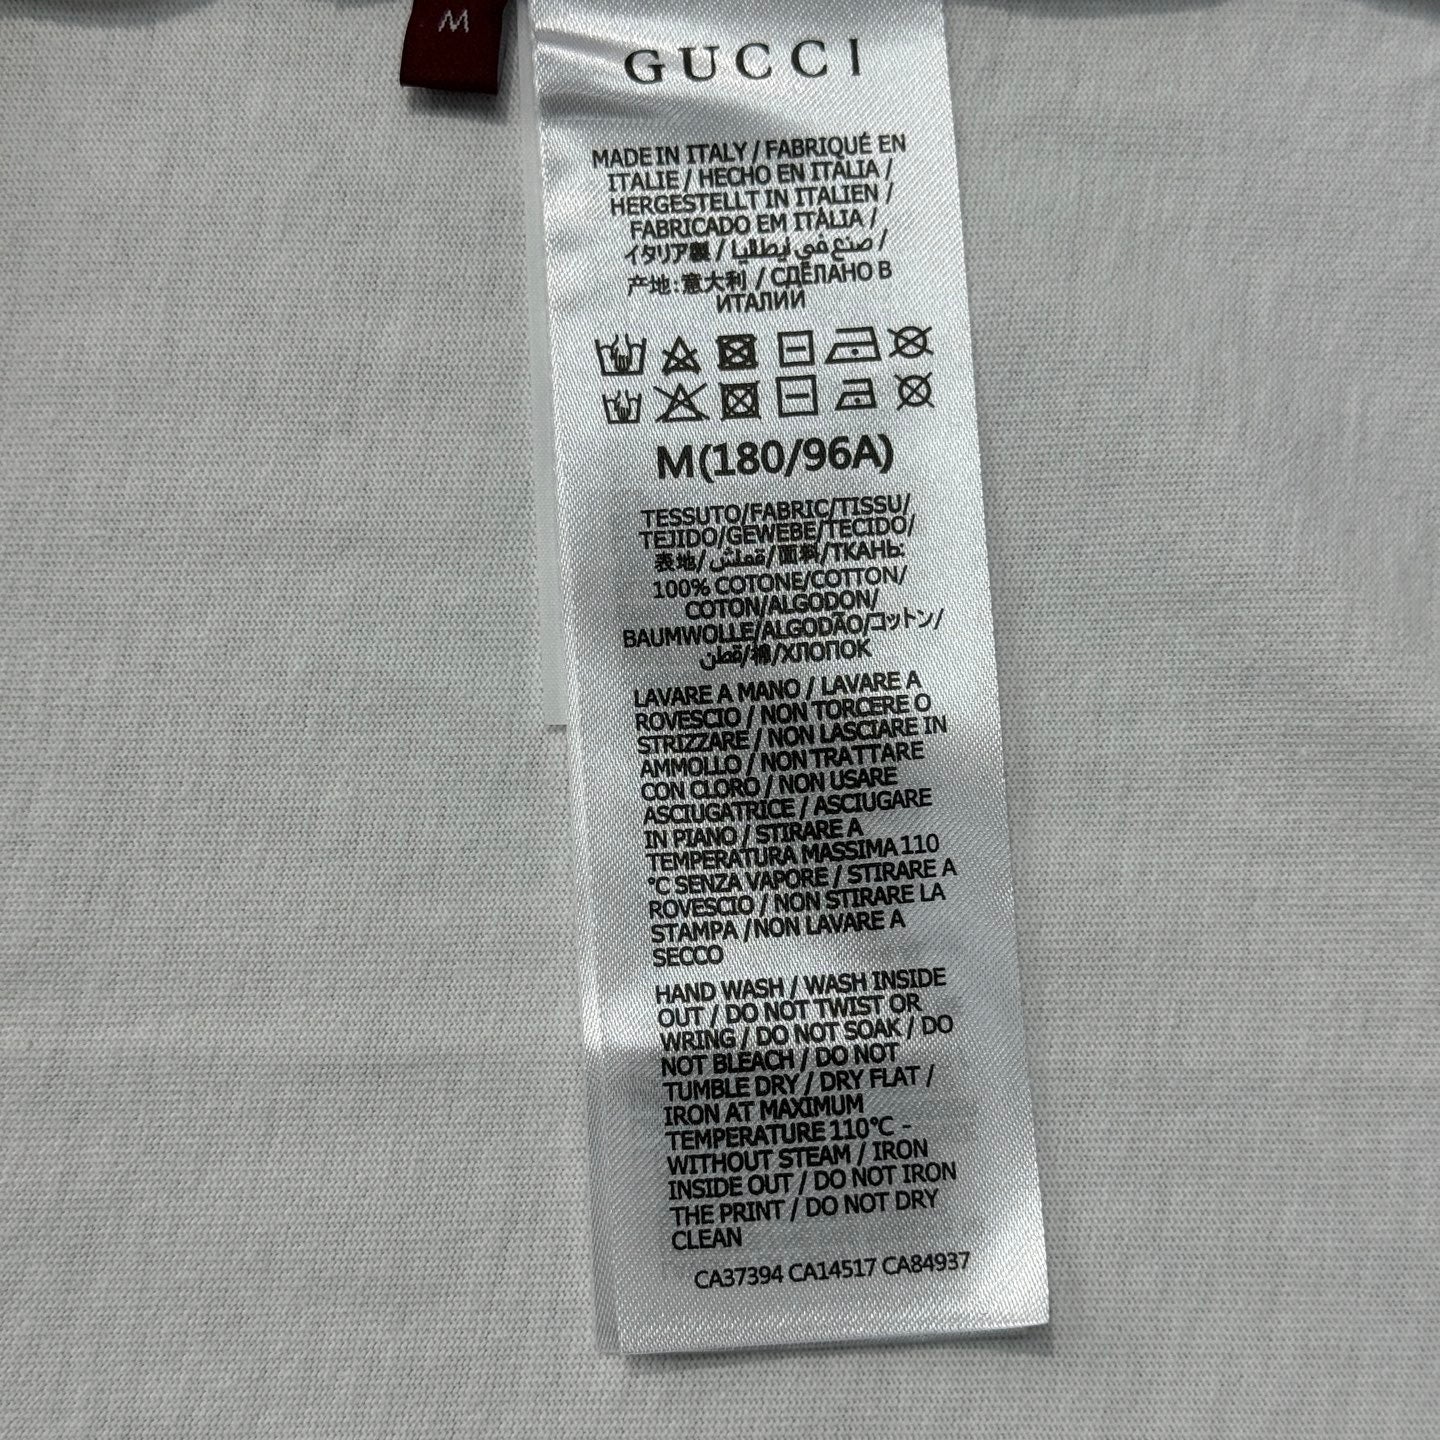 M
GUCCI
MADE IN ITALY / FABRIQUÉ EN
ITALIE / HECHO EN ITÀLIA /
HERGESTELLT IN ITALIEN /
FABRICADO EM ITÀLIA /
イタリア製 / صنع في إيطاليا /
产地:意大利 / СДЕЛАНО В
ИТАЛИИ
M(180/96A)
TESSUTO/FABRIC/TISSU/
TEJIDO/GEWEBE/TECIDO/
表地/قماش/面料/ТКАНЬ:
100% COTONE/COTTON/
COTON/ALGODON/
BAUMWOLLE/ALGODÃO/コットン/
قطن/棉/ХЛОПОК
LAVARE A MANO / LAVARE A
ROVESCIO / NON TORCERE O
STRIZZARE / NON LASCIARE IN
AMMOLLO / NON TRATTARE
CON CLORO / NON USARE
ASCIUGATRICE / ASCIUGARE
IN PIANO / STIRARE A
TEMPERATURA MASSIMA 110
°C SENZA VAPORE / STIRARE A
ROVESCIO / NON STIRARE LA
STAMPA /NON LAVARE A
SECCO
HAND WASH / WASH INSIDE
OUT / DO NOT TWIST OR
WRING / DO NOT SOAK / DO
NOT BLEACH / DO NOT
TUMBLE DRY / DRY FLAT /
IRON AT MAXIMUM
TEMPERATURE 110°C -
WITHOUT STEAM / IRON
INSIDE OUT / DO NOT IRON
THE PRINT / DO NOT DRY
CLEAN
CA37394 CA14517 CA84937